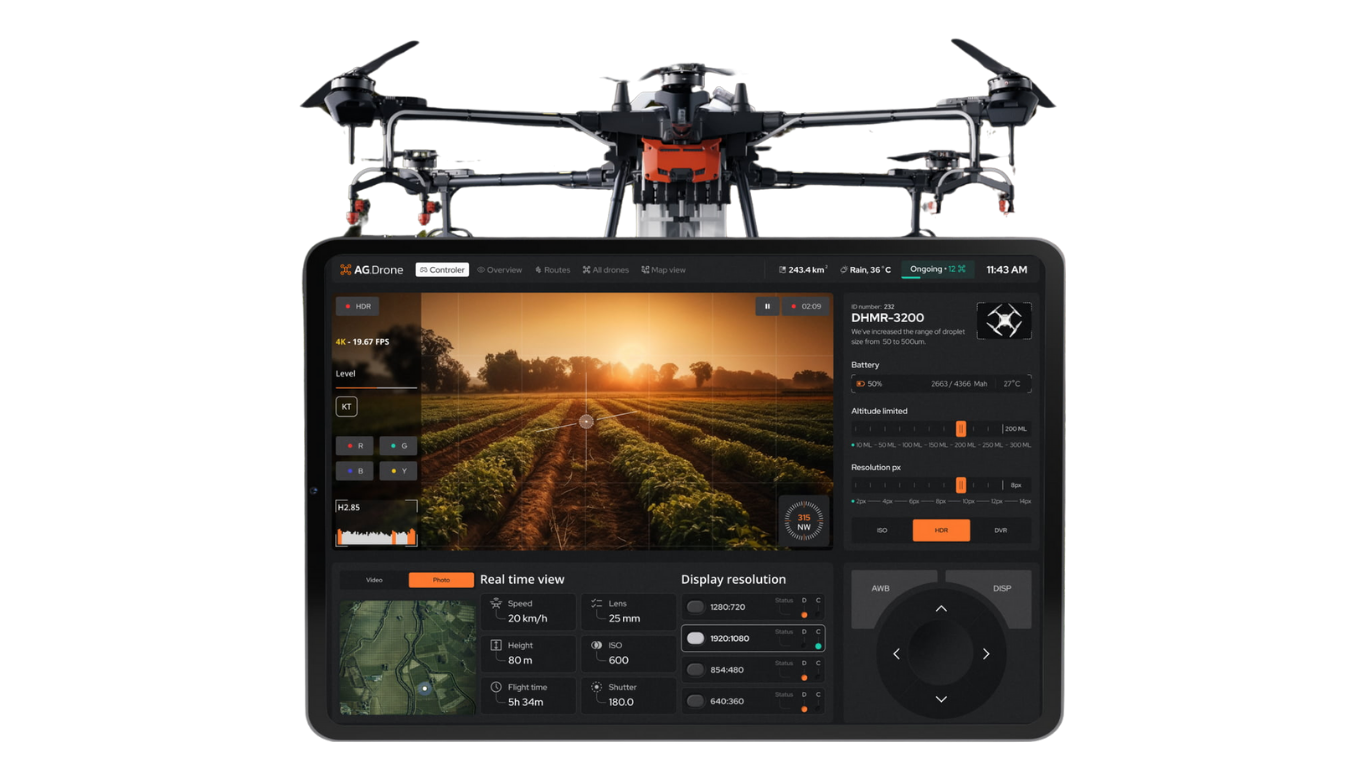 AG.Drone
Controler
Overview
Routes
All drones
Map view
243.4 km²
Rain, 36°C
Ongoing • 12
11:43 AM
HDR
4K - 19.67 FPS
Level
KT
R
G
B
Y
H2.85
02:09
315
NW
ID number: 232
DHMR-3200
We've increased the range of droplet
size from 50 to 500um.
Battery
50%
2663 / 4366 Mah
27°C
Altitude limited
200 ML
10 ML - 50 ML - 100 ML - 150 ML - 200 ML - 250 ML - 300 ML
Resolution px
8px
2px 4px 6px 8px 10px 12px 14px
ISO
HDR
DVR
Video
Photo
Real time view
Speed
20 km/h
Lens
25 mm
Height
80 m
ISO
600
Flight time
5h 34m
Shutter
180.0
Display resolution
1280:720
Status D C
1920:1080
Status D C
854:480
Status D C
640:360
Status D C
AWB
DISP